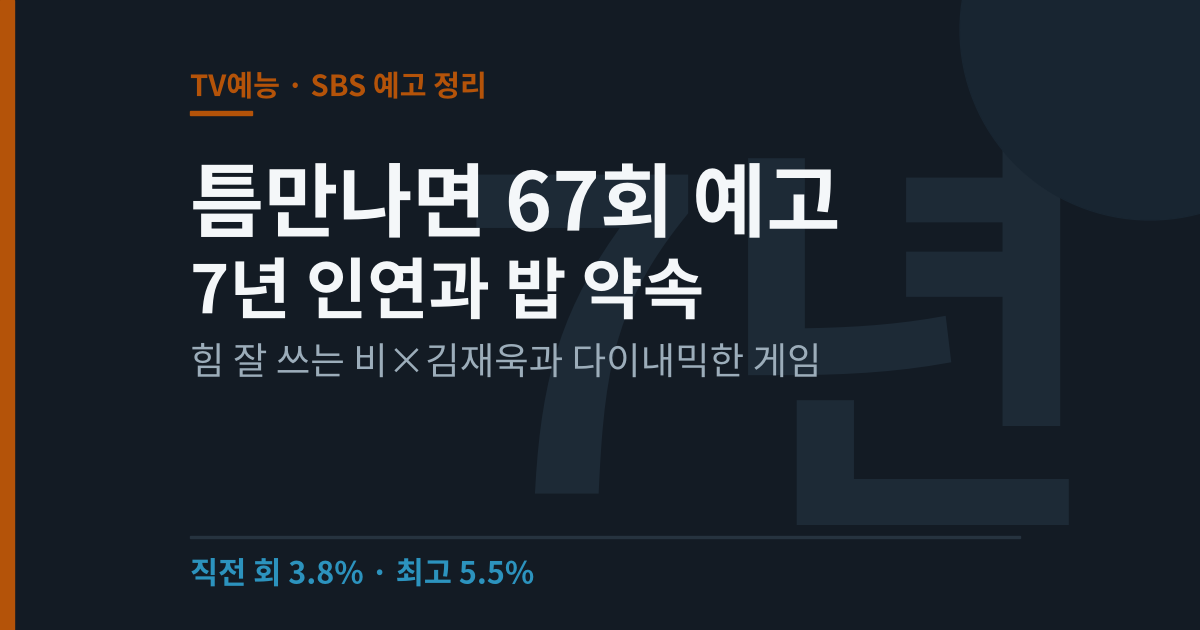 TV예능 · SBS 예고 정리
틈만나면 67회 예고
7년 인연과 밥 약속
힘 잘 쓰는 비×김재욱과 다이내믹한 게임
7년
직전 회 3.8% · 최고 5.5%